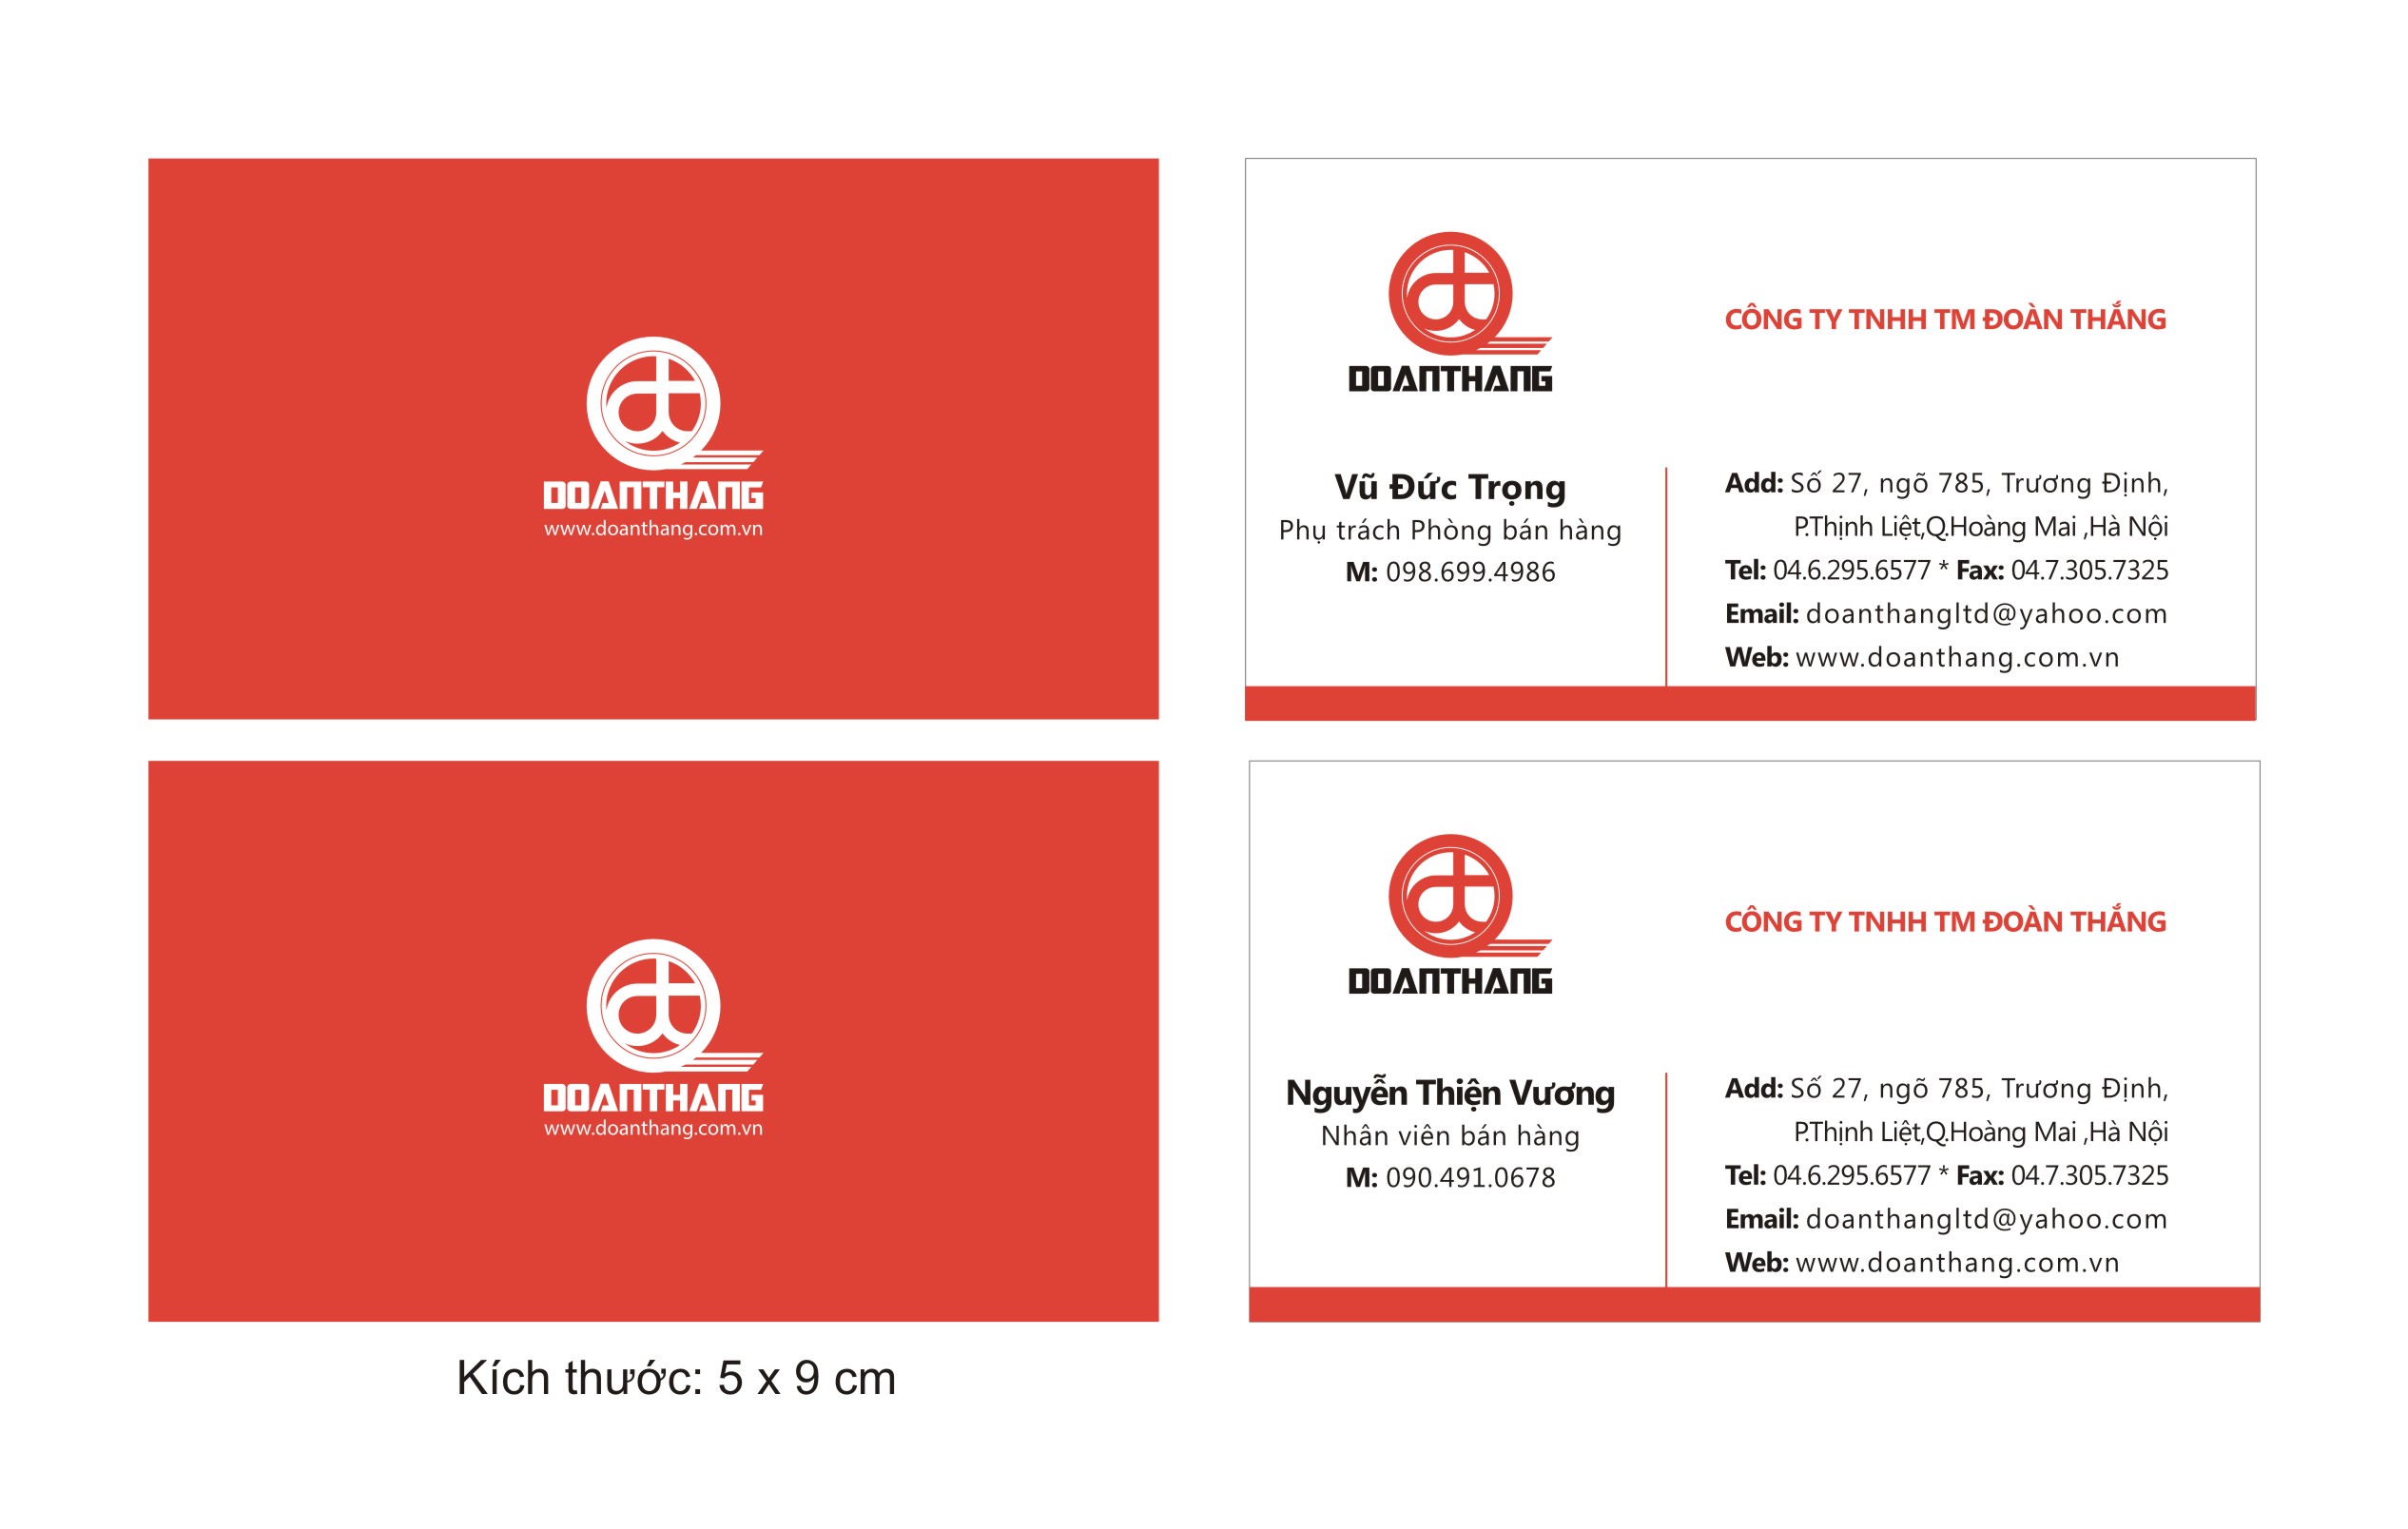 DOANTHANG
www.doanthang.com.vn
DOANTHANG
CÔNG TY TNHH TM ĐOÀN THẮNG
Vũ Đức Trọng
Phụ trách Phòng bán hàng
M: 098.699.4986
Add: Số 27, ngõ 785, Trương Định,
P.Thịnh Liệt,Q.Hoàng Mai ,Hà Nội
Tel: 04.6.295.6577 * Fax: 04.7.305.7325
Email: doanthangltd@yahoo.com
Web: www.doanthang.com.vn
DOANTHANG
www.doanthang.com.vn
DOANTHANG
CÔNG TY TNHH TM ĐOÀN THẮNG
Nguyễn Thiện Vương
Nhân viên bán hàng
M: 090.491.0678
Add: Số 27, ngõ 785, Trương Định,
P.Thịnh Liệt,Q.Hoàng Mai ,Hà Nội
Tel: 04.6.295.6577 * Fax: 04.7.305.7325
Email: doanthangltd@yahoo.com
Web: www.doanthang.com.vn
Kích thước: 5 x 9 cm